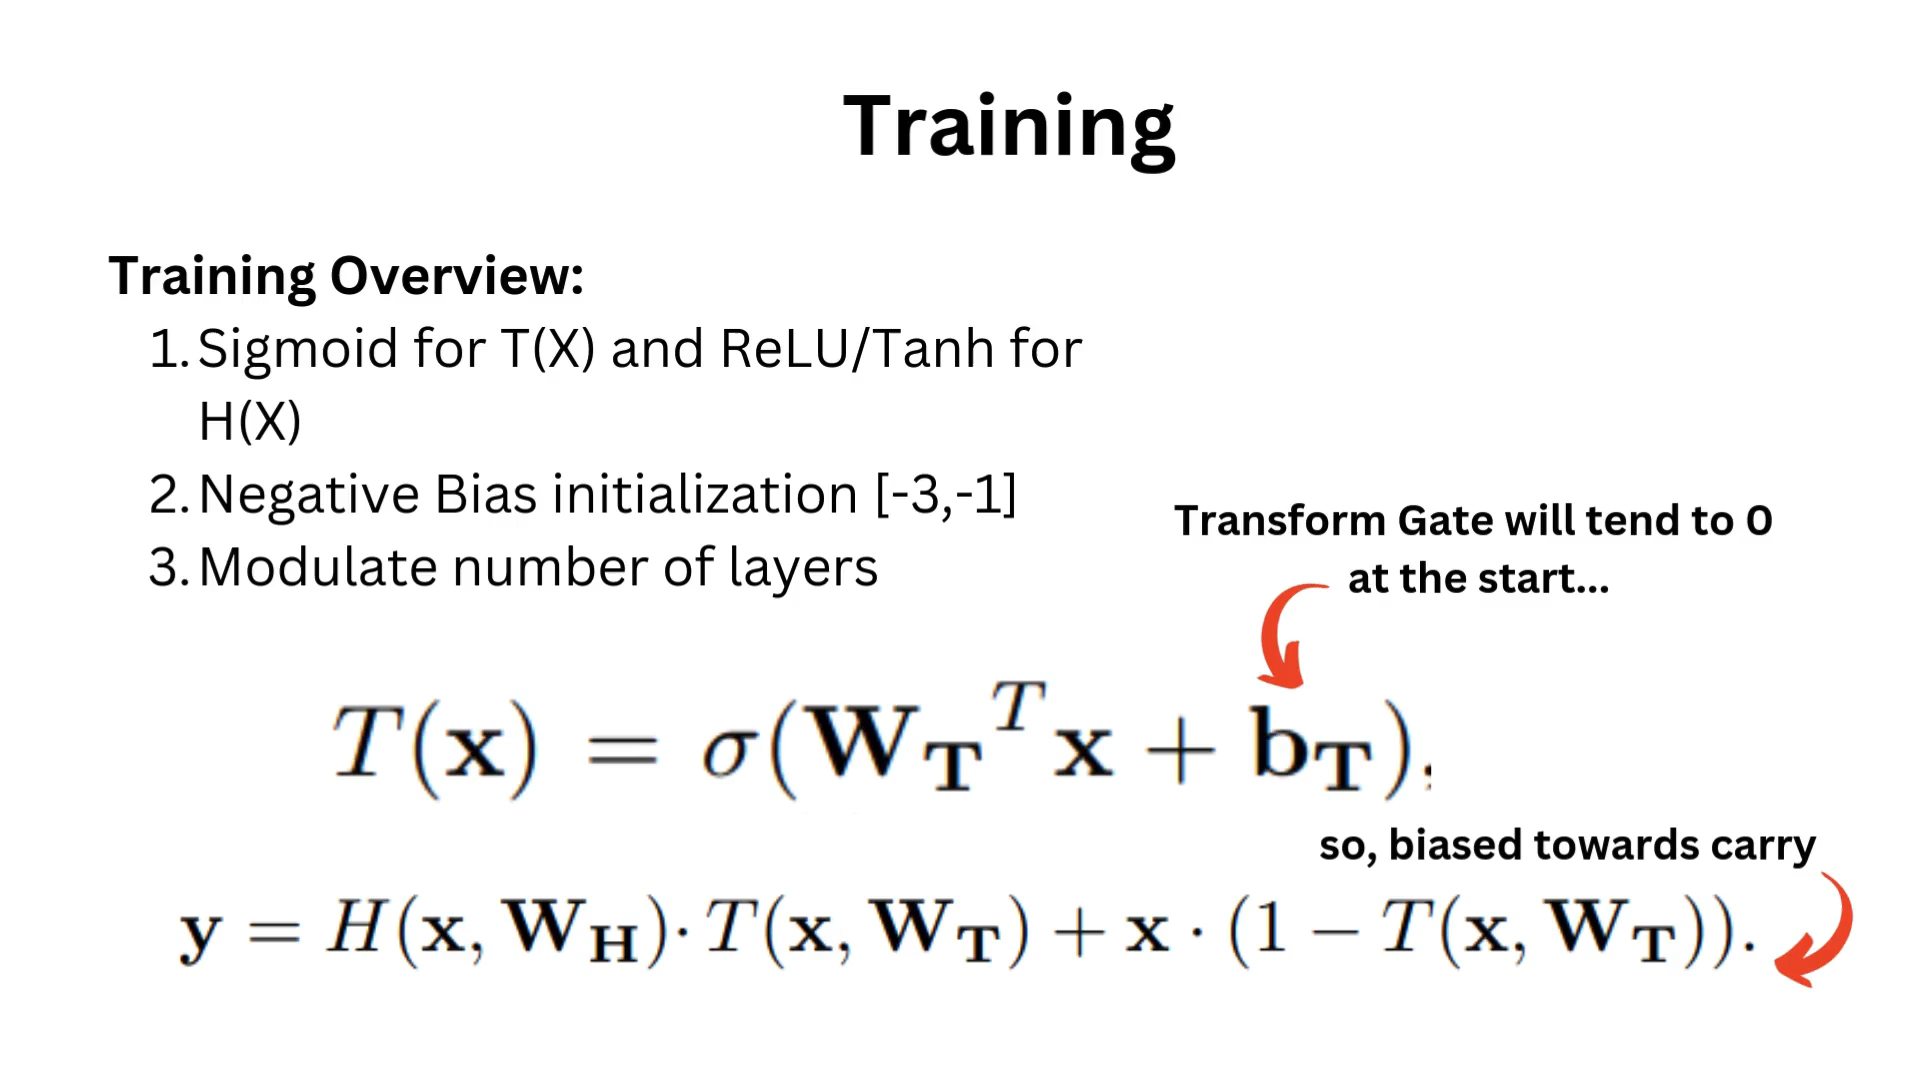 Training
Training Overview:
1. Sigmoid for T(X) and ReLU/Tanh for
H(X)
2. Negative Bias initialization [-3,-1]
3. Modulate number of layers
Transform Gate will tend to 0
at the start...
T(x) = σ(W_T^T x + b_T),
so, biased towards carry
y = H(x, W_H)· T(x, W_T) + x · (1 − T(x, W_T)).